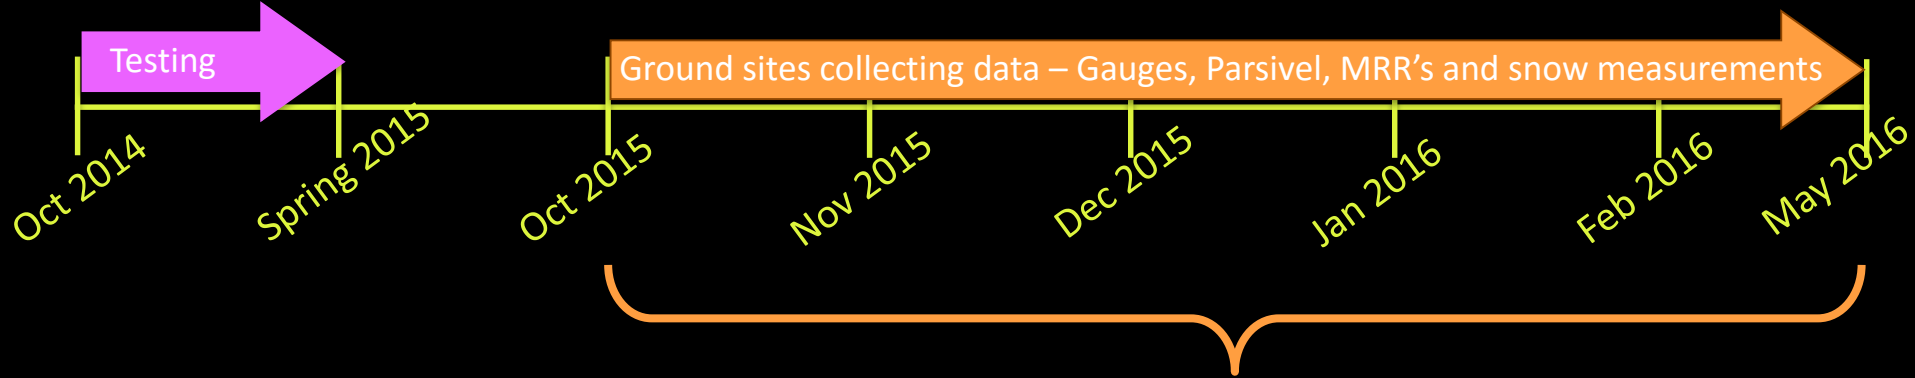 Testing
Ground sites collecting data – Gauges, Parsivel, MRR’s and snow measurements
Oct 2014
Spring 2015
Oct 2015
Nov 2015
Dec 2015
Jan 2016
Feb 2016
May 2016